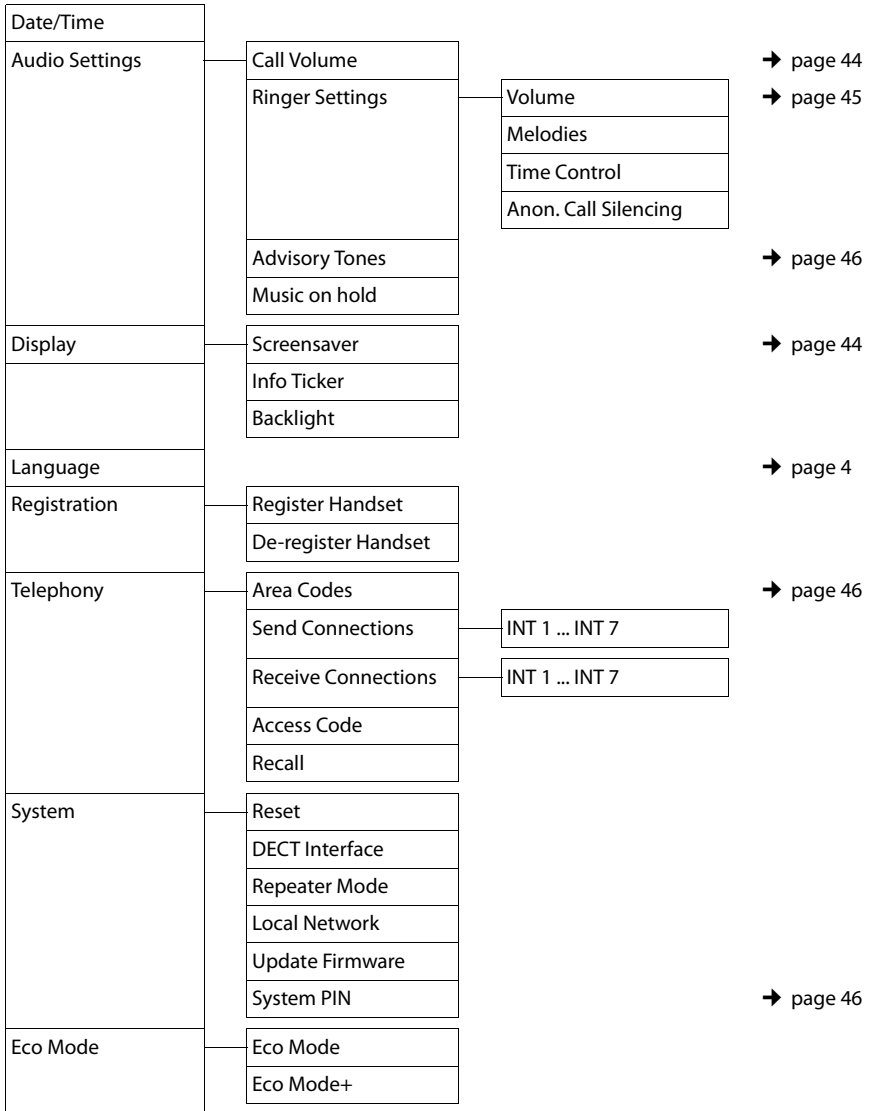 Date/Time
Audio Settings Call Volume → page 44
Ringer Settings Volume → page 45
Melodies
Time Control
Anon. Call Silencing
Advisory Tones → page 46
Music on hold
Display Screensaver → page 44
Info Ticker
Backlight
Language → page 4
Registration Register Handset
De-register Handset
Telephony Area Codes → page 46
Send Connections INT 1 ... INT 7
Receive Connections INT 1 ... INT 7
Access Code
Recall
System Reset
DECT Interface
Repeater Mode
Local Network
Update Firmware
System PIN → page 46
Eco Mode Eco Mode
Eco Mode+